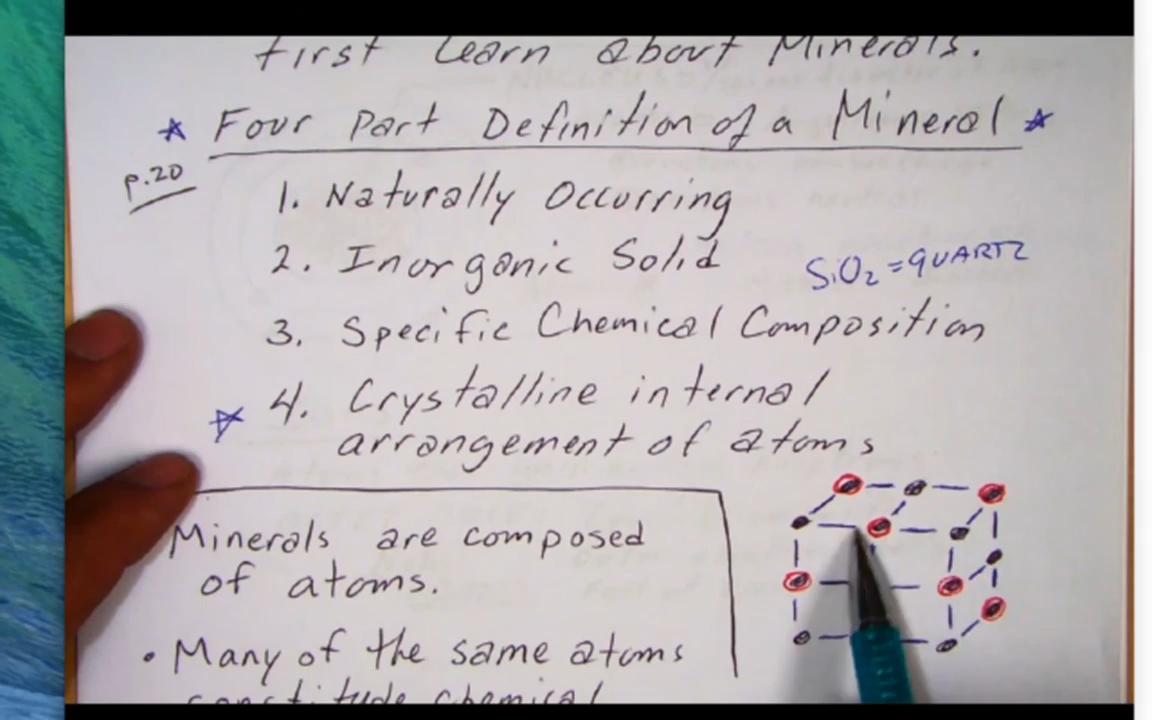 first Learn about Minerals.
* Four Part Definition of a Mineral *
p.20
1. Naturally Occurring
2. Inorganic Solid
SiO2 = QUARTZ
3. Specific Chemical Composition
* 4. Crystalline internal
arrangement of atoms
Minerals are composed
of atoms.
• Many of the same atoms
chemical